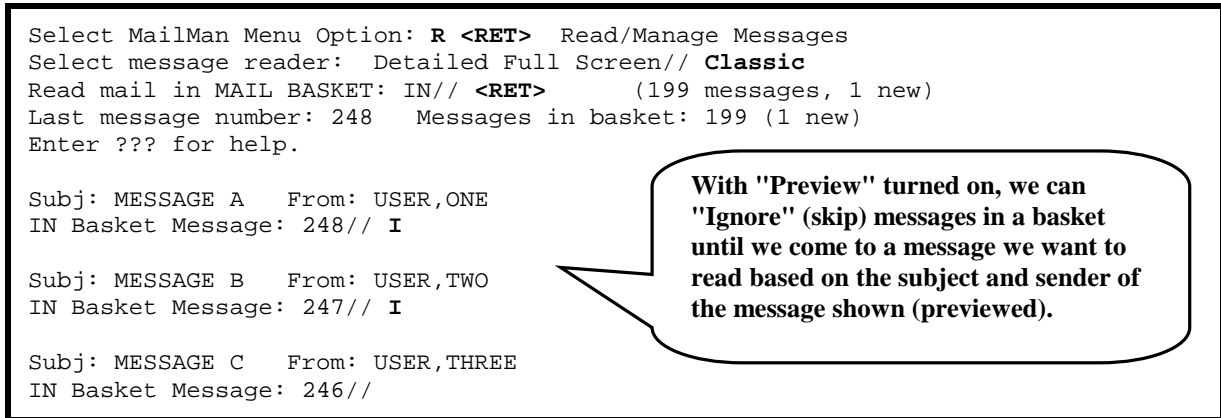 Select MailMan Menu Option: R <RET>  Read/Manage Messages
Select message reader:  Detailed Full Screen// Classic
Read mail in MAIL BASKET: IN// <RET>      (199 messages, 1 new)
Last message number: 248   Messages in basket: 199 (1 new)
Enter ??? for help.
Subj: MESSAGE A   From: USER,ONE
IN Basket Message: 248// I
Subj: MESSAGE B   From: USER,TWO
IN Basket Message: 247// I
Subj: MESSAGE C   From: USER,THREE
IN Basket Message: 246//
With "Preview" turned on, we can
"Ignore" (skip) messages in a basket
until we come to a message we want to
read based on the subject and sender of
the message shown (previewed).